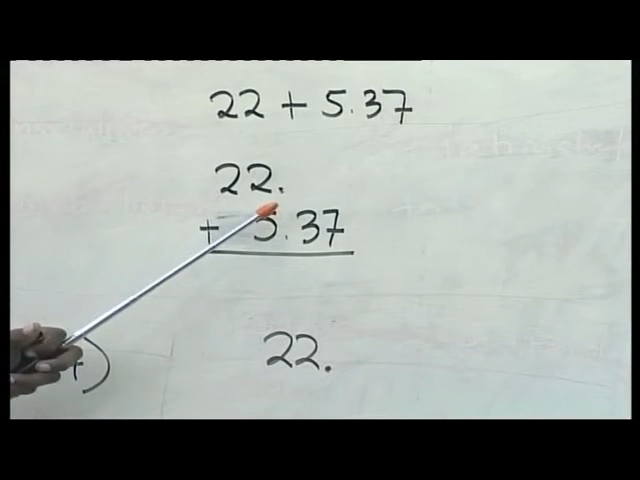 22 + 5.37
22.
+ 5.37
22.